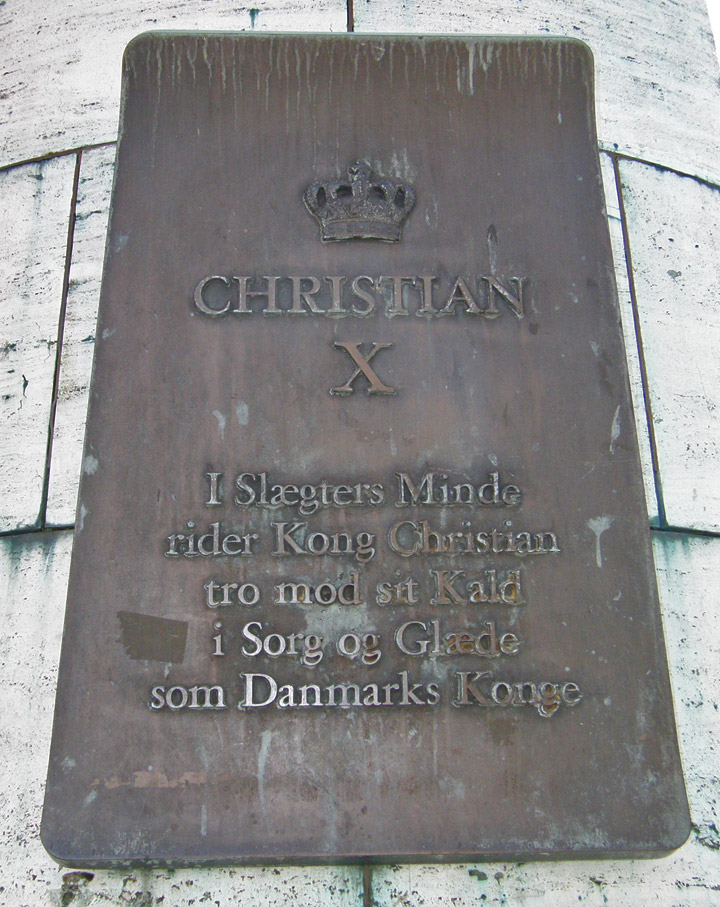 CHRISTIAN
X
I Slægters Minde
rider Kong Christian
tro mod sit Kald
i Sorg og Glæde
som Danmarks Konge